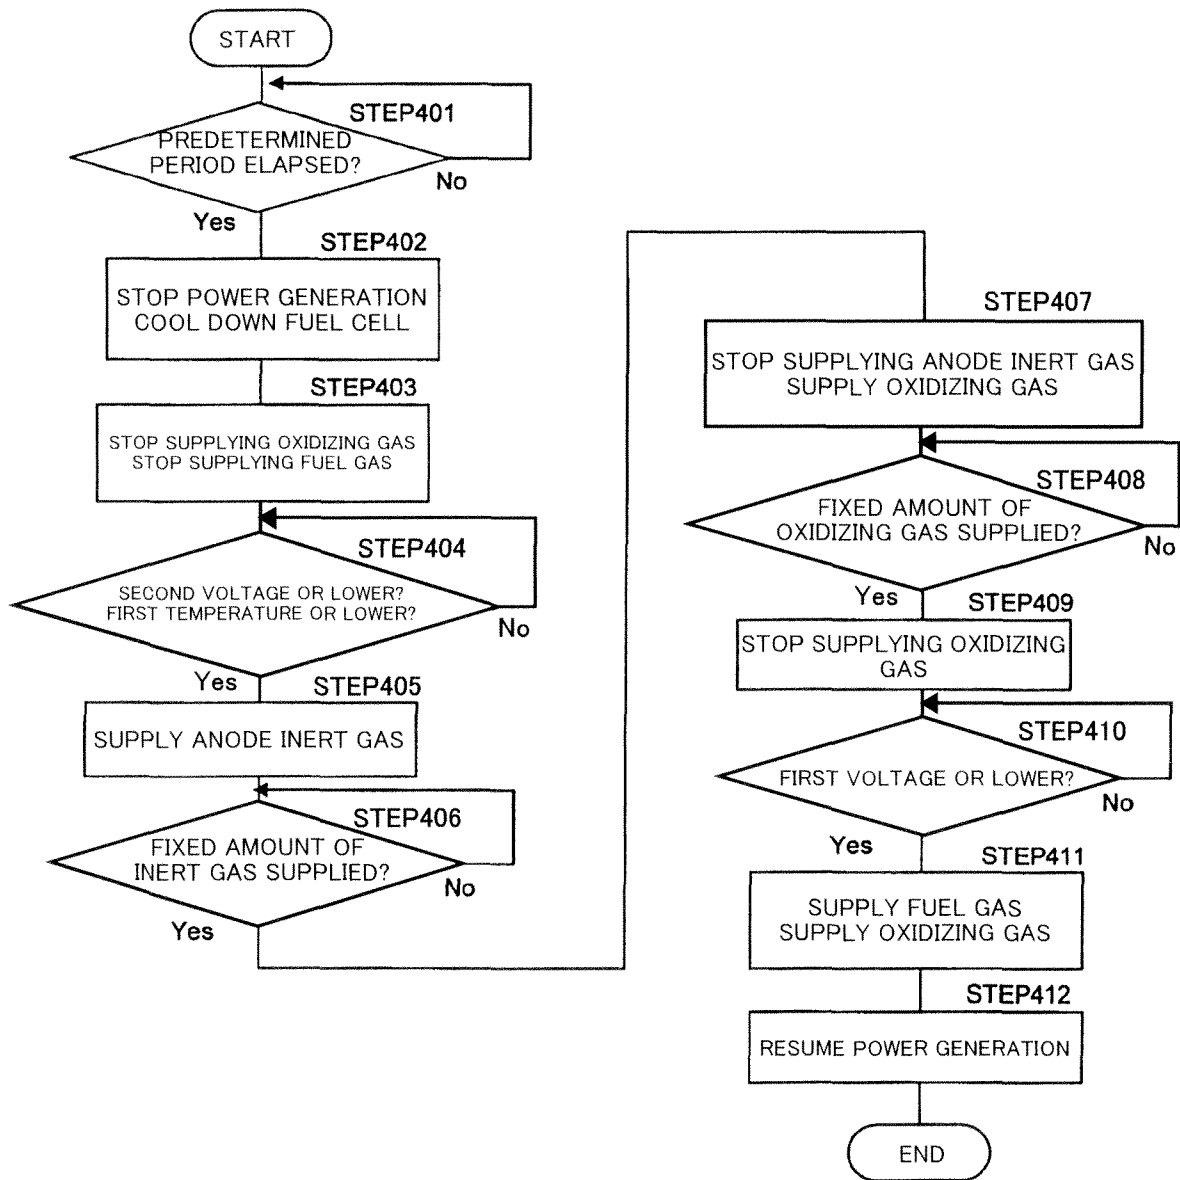 START
STEP401
PREDETERMINED
PERIOD ELAPSED?
No
Yes
STEP402
STOP POWER GENERATION
COOL DOWN FUEL CELL
STEP403
STOP SUPPLYING OXIDIZING GAS
STOP SUPPLYING FUEL GAS
STEP404
SECOND VOLTAGE OR LOWER?
FIRST TEMPERATURE OR LOWER?
No
Yes
STEP405
SUPPLY ANODE INERT GAS
STEP406
FIXED AMOUNT OF
INERT GAS SUPPLIED?
No
Yes
STEP407
STOP SUPPLYING ANODE INERT GAS
SUPPLY OXIDIZING GAS
STEP408
FIXED AMOUNT OF
OXIDIZING GAS SUPPLIED?
No
Yes
STEP409
STOP SUPPLYING OXIDIZING
GAS
STEP410
FIRST VOLTAGE OR LOWER?
No
Yes
STEP411
SUPPLY FUEL GAS
SUPPLY OXIDIZING GAS
STEP412
RESUME POWER GENERATION
END